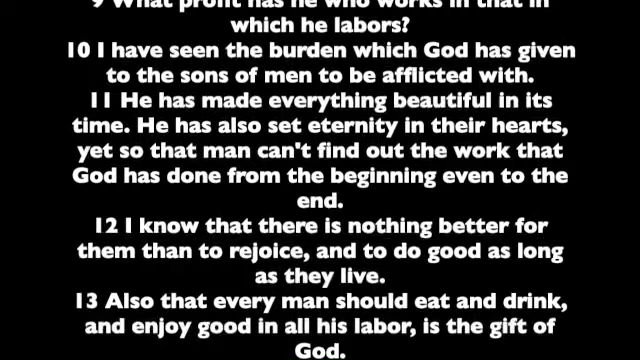 9 What profit has he who works in that in
which he labors?
10 I have seen the burden which God has given
to the sons of men to be afflicted with.
11 He has made everything beautiful in its
time. He has also set eternity in their hearts,
yet so that man can't find out the work that
God has done from the beginning even to the
end.
12 I know that there is nothing better for
them than to rejoice, and to do good as long
as they live.
13 Also that every man should eat and drink,
and enjoy good in all his labor, is the gift of
God.